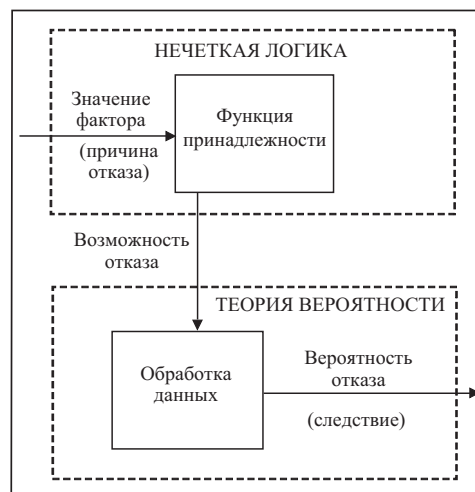 НЕЧЕТКАЯ ЛОГИКА
Значение
фактора
(причина
отказа)
Функция
принадлежности
Возможность
отказа
ТЕОРИЯ ВЕРОЯТНОСТИ
Обработка
данных
Вероятность
отказа
(следствие)